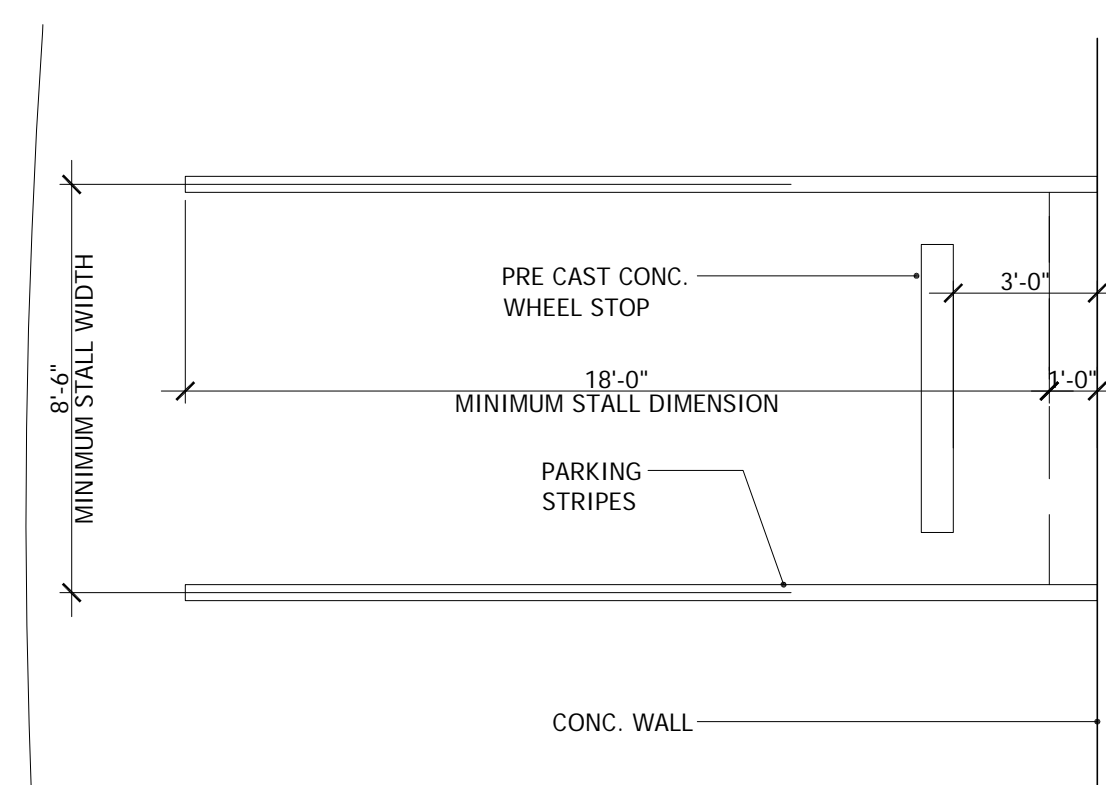 PRE CAST CONC.
WHEEL STOP
3'-0"
8'-6"
MINIMUM STALL WIDTH
18'-0"
1'-0"
MINIMUM STALL DIMENSION
PARKING
STRIPES
CONC. WALL